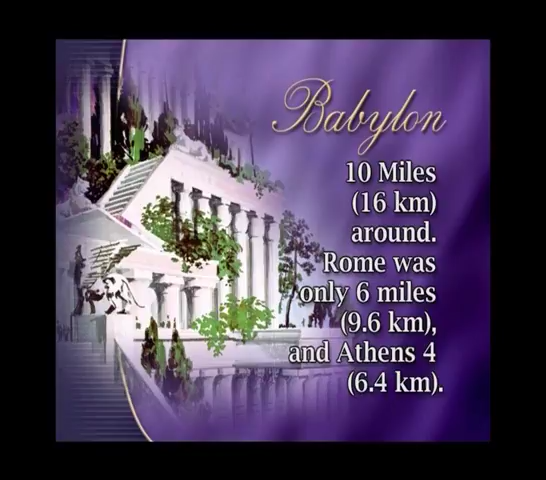 Babylon
10 Miles
(16 km)
around.
Rome was
only 6 miles
(9.6 km),
and Athens 4
(6.4 km).